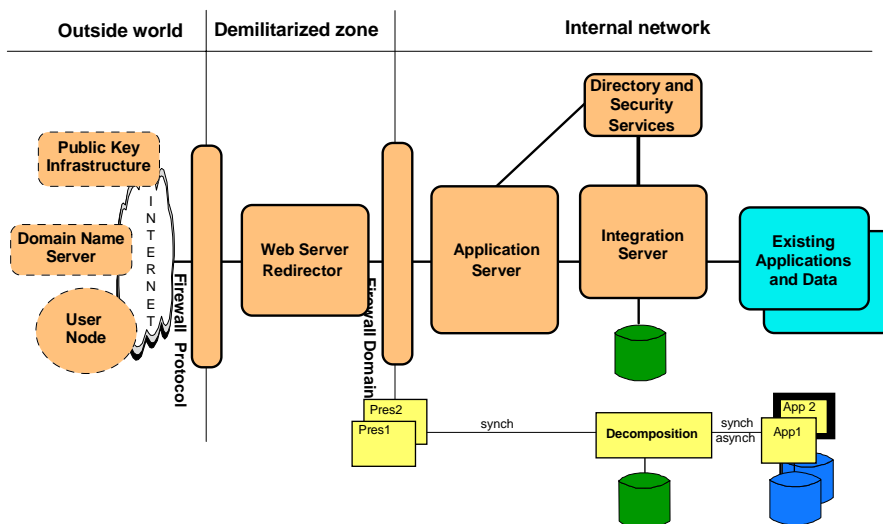 Outside world
Demilitarized zone
Internal network
Directory and
Security
Services
Public Key
Infrastructure
INTERNET
Domain Name
Server
User
Node
Firewall Protocol
Web Server
Redirector
Firewall Domain
Application
Server
Integration
Server
Existing
Applications
and Data
Pres2
Pres1
synch
Decomposition
synch
asynch
App 2
App1